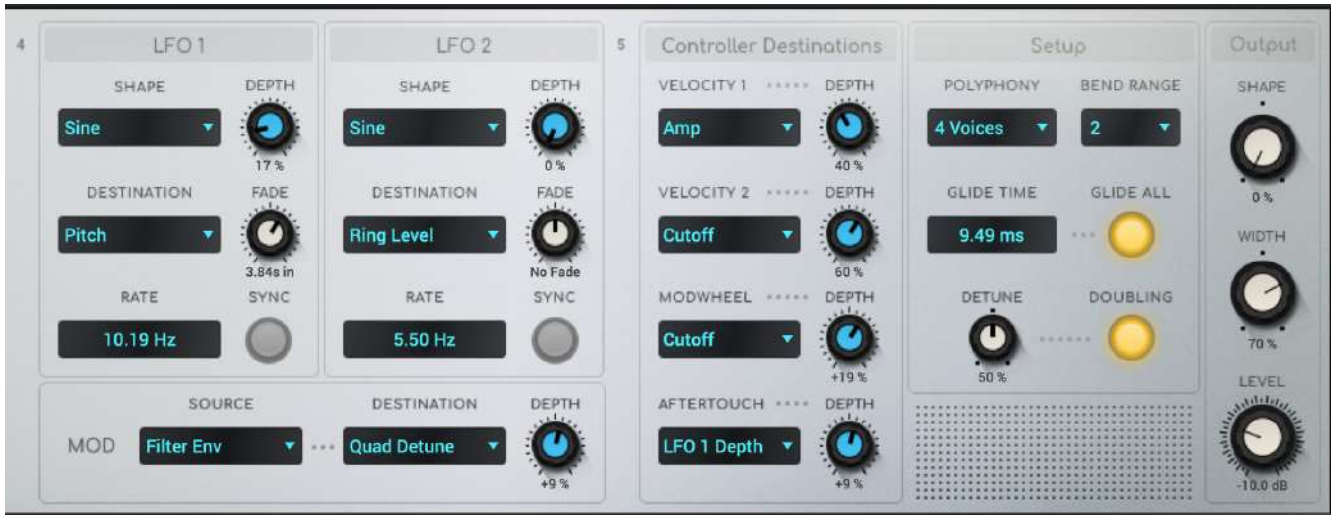 4
LFO 1
SHAPE DEPTH
Sine
17 %
DESTINATION FADE
Pitch
3.84s in
RATE SYNC
10.19 Hz
LFO 2
SHAPE DEPTH
Sine
0 %
DESTINATION FADE
Ring Level
No Fade
RATE SYNC
5.50 Hz
MOD
SOURCE DESTINATION DEPTH
Filter Env Quad Detune
+9 %
5
Controller Destinations
VELOCITY 1 DEPTH
Amp
40 %
VELOCITY 2 DEPTH
Cutoff
60 %
MODWHEEL DEPTH
Cutoff
+19 %
AFTERTOUCH DEPTH
LFO 1 Depth
+9 %
Setup
POLYPHONY BEND RANGE
4 Voices 2
GLIDE TIME GLIDE ALL
9.49 ms
DETUNE DOUBLING
50 %
Output
SHAPE
0 %
WIDTH
70 %
LEVEL
-10.0 dB